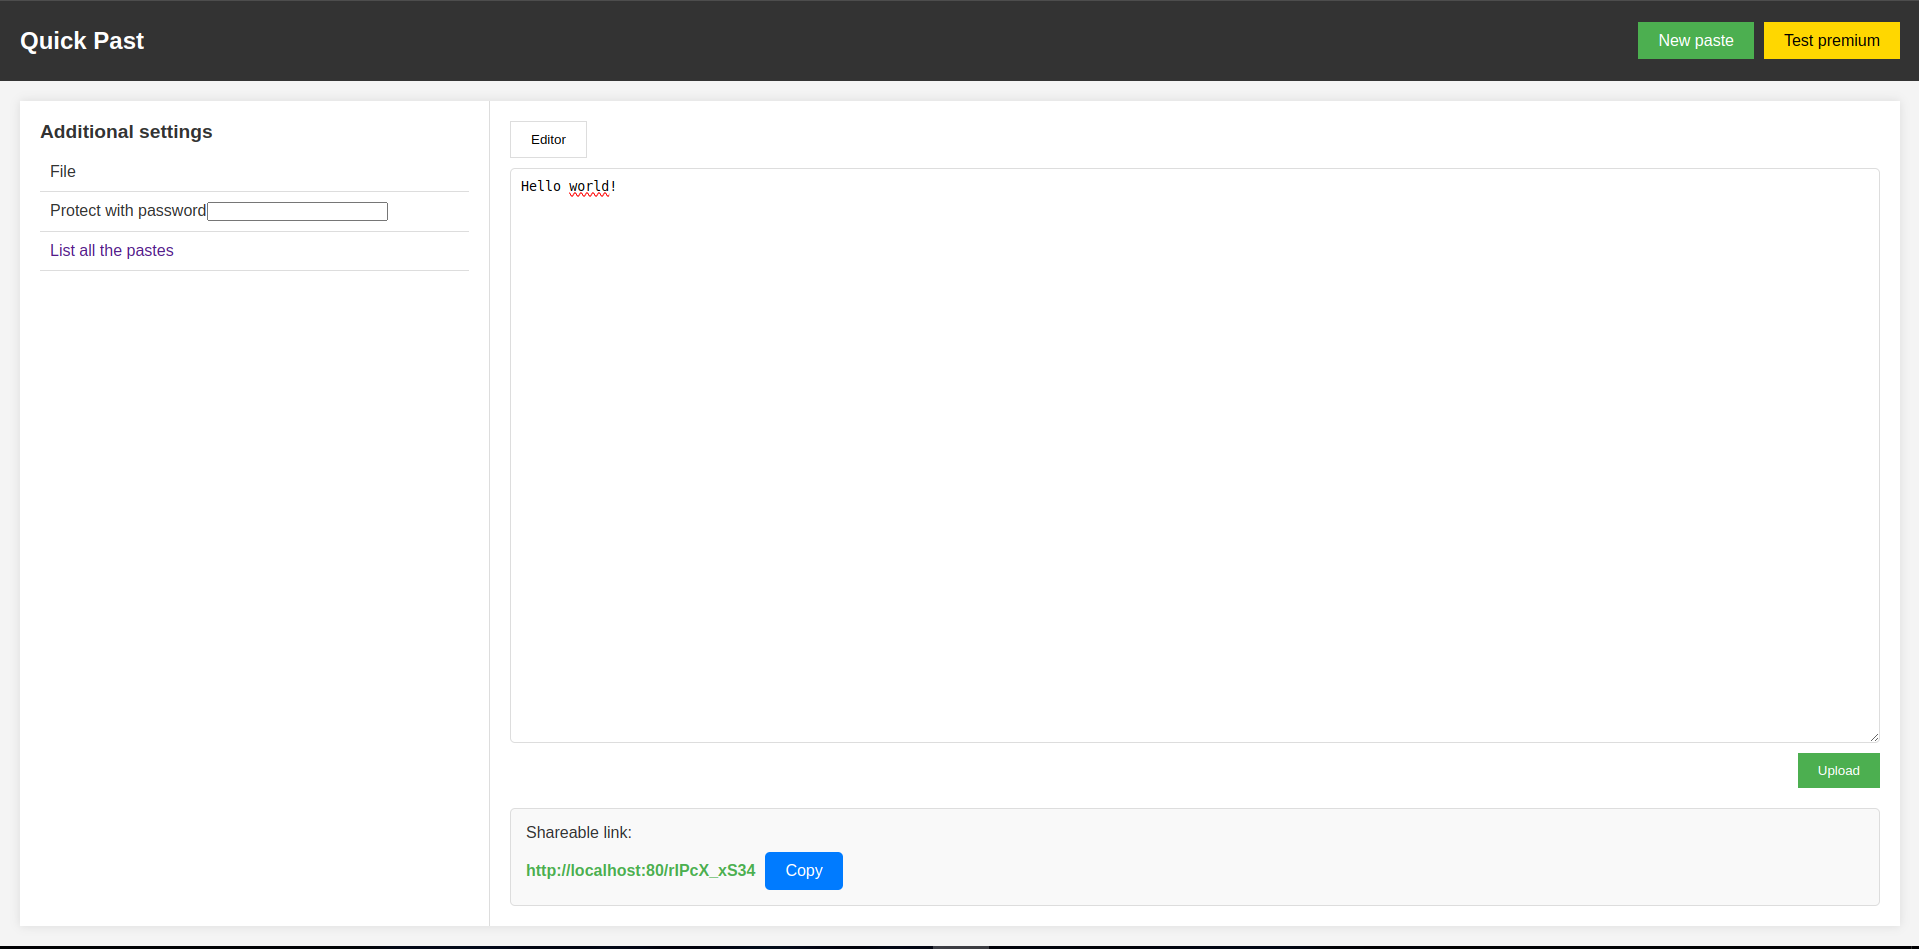 Quick Past
New paste
Test premium
Additional settings
File
Protect with password
List all the pastes
Editor
Hello world!
Upload
Shareable link:
http://localhost:80/rIPcX_xS34
Copy